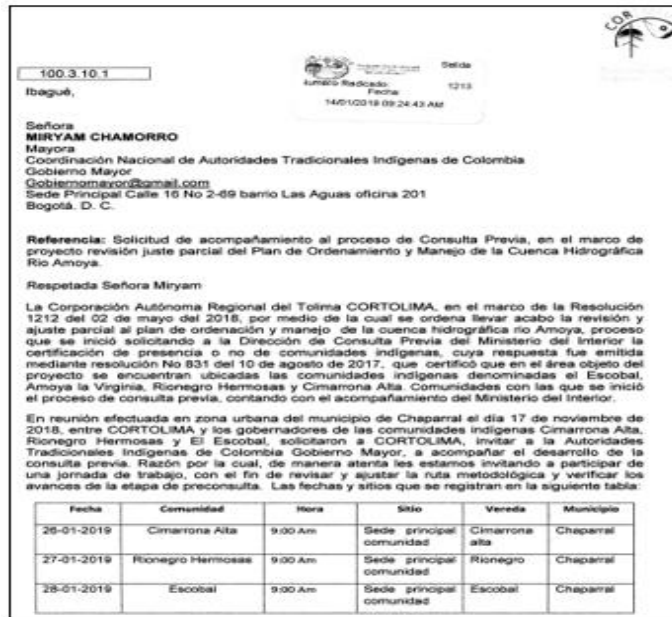 COR
100.3.10.1
Ibagué,
Salida
Numero Radicado: 1213
Fecha
14/01/2019 09:24:43 AM
Señora
MIRYAM CHAMORRO
Mayora
Coordinación Nacional de Autoridades Tradicionales Indígenas de Colombia
Gobierno Mayor
Gobiernomayor@gmail.com
Sede Principal Calle 16 No 2-69 barrio Las Aguas oficina 201
Bogotá. D. C.
Referencia: Solicitud de acompañamiento al proceso de Consulta Previa, en el marco de
proyecto revisión juste parcial del Plan de Ordenamiento y Manejo de la Cuenca Hidrográfica
Rio Amoya.
Respetada Señora Miryam
La Corporación Autónoma Regional del Tolima CORTOLIMA, en el marco de la Resolución
1212 del 02 de mayo del 2018, por medio de la cual se ordena llevar acabo la revisión y
ajuste parcial al plan de ordenación y manejo de la cuenca hidrográfica rio Amoya, proceso
que se inició solicitando a la Dirección de Consulta Previa del Ministerio del Interior la
certificación de presencia o no de comunidades indígenas, cuya respuesta fue emitida
mediante resolución No 831 del 10 de agosto de 2017, que certificó que en el área objeto del
proyecto se encuentran ubicadas las comunidades indígenas denominadas el Escobal,
Amoya la Virginia, Rionegro Hermosas y Cimarrona Alta. Comunidades con las que se inició
el proceso de consulta previa, contando con el acompañamiento del Ministerio del Interior.
En reunión efectuada en zona urbana del municipio de Chaparral el día 17 de noviembre de
2018, entre CORTOLIMA y los gobernadores de las comunidades indígenas Cimarrona Alta,
Rionegro Hermosas y El Escobal, solicitaron a CORTOLIMA, invitar a la Autoridades
Tradicionales Indígenas de Colombia Gobierno Mayor, a acompañar el desarrollo de la
consulta previa. Razón por la cual, de manera atenta les estamos invitando a participar de
una jornada de trabajo, con el fin de revisar y ajustar la ruta metodológica y verificar los
avances de la etapa de preconsulta. Las fechas y sitios que se registran en la siguiente tabla:
Fecha Comunidad Hora Sitio Vereda Municipio
26-01-2019 Cimarrona Alta 9:00 Am Sede principal comunidad Cimarrona alta Chaparral
27-01-2019 Rionegro Hermosas 9:00 Am Sede principal comunidad Rionegro Chaparral
28-01-2019 Escobal 9:00 Am Sede principal comunidad Escobal Chaparral